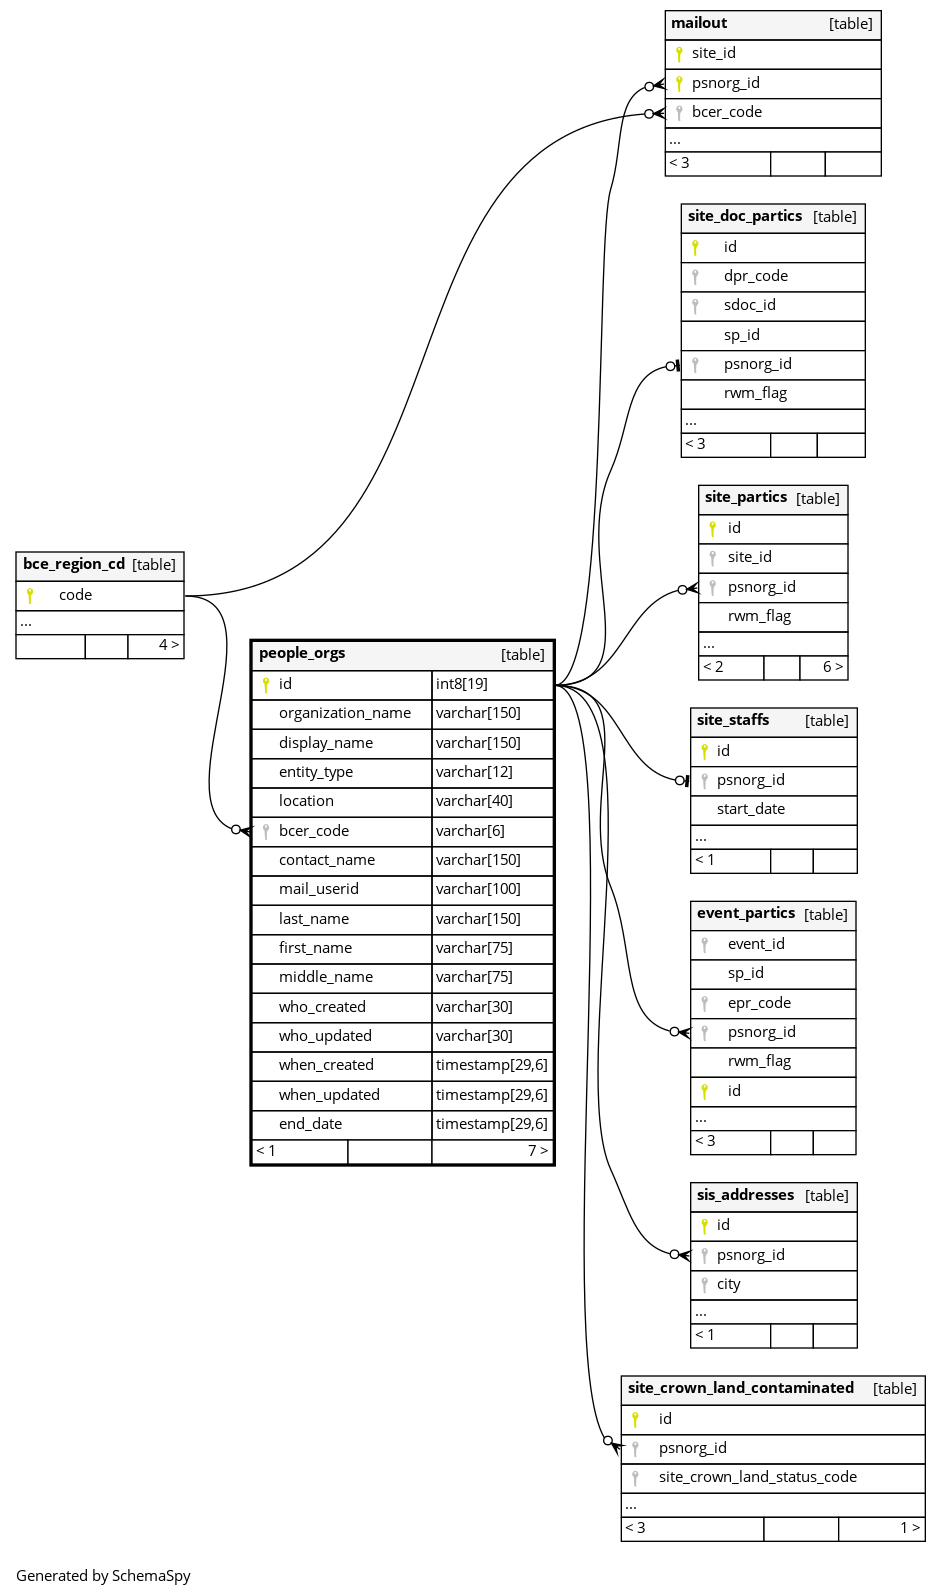 mailout [table]
site_id
psnorg_id
bcer_code
...
< 3
site_doc_partics [table]
id
dpr_code
sdoc_id
sp_id
psnorg_id
rwm_flag
...
< 3
site_partics [table]
id
site_id
psnorg_id
rwm_flag
...
< 2 6 >
bce_region_cd [table]
code
...
4 >
people_orgs [table]
id int8[19]
organization_name varchar[150]
display_name varchar[150]
entity_type varchar[12]
location varchar[40]
bcer_code varchar[6]
contact_name varchar[150]
mail_userid varchar[100]
last_name varchar[150]
first_name varchar[75]
middle_name varchar[75]
who_created varchar[30]
who_updated varchar[30]
when_created timestamp[29,6]
when_updated timestamp[29,6]
end_date timestamp[29,6]
< 1 7 >
site_staffs [table]
id
psnorg_id
start_date
...
< 1
event_partics [table]
event_id
sp_id
epr_code
psnorg_id
rwm_flag
id
...
< 3
sis_addresses [table]
id
psnorg_id
city
...
< 1
site_crown_land_contaminated [table]
id
psnorg_id
site_crown_land_status_code
...
< 3 1 >
Generated by SchemaSpy